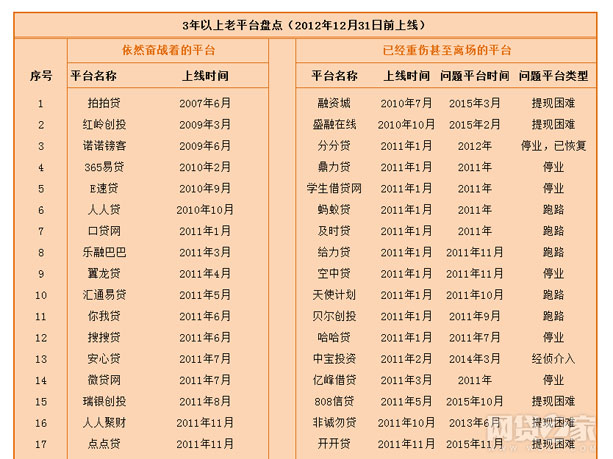 3年以上老平台盘点（2012年12月31日前上线）
依然奋战着的平台 已经重伤甚至离场的平台
序号 平台名称 上线时间 平台名称 上线时间 问题平台时间 问题平台类型
1 拍拍贷 2007年6月 融资城 2010年7月 2015年3月 提现困难
2 红岭创投 2009年3月 盛融在线 2010年10月 2015年2月 提现困难
3 诺诺镑客 2009年6月 分分贷 2011年1月 2012年 停业，已恢复
4 365易贷 2010年2月 鼎力贷 2011年1月 2011年 停业
5 E速贷 2010年9月 学生借贷网 2011年1月 2011年 停业
6 人人贷 2010年10月 蚂蚁贷 2011年1月 2011年 跑路
7 口贷网 2011年1月 及时贷 2011年1月 2011年 跑路
8 乐融巴巴 2011年3月 给力贷 2011年1月 2011年11月 跑路
9 翼龙贷 2011年4月 空中贷 2011年1月 2011年11月 停业
10 汇通易贷 2011年5月 天使计划 2011年1月 2011年10月 跑路
11 你我贷 2011年6月 贝尔创投 2011年1月 2011年9月 跑路
12 搜搜贷 2011年6月 哈哈贷 2011年1月 2011年7月 停业
13 安心贷 2011年7月 中宝投资 2011年2月 2014年3月 经侦介入
14 微贷网 2011年7月 亿峰借贷 2011年3月 2011年 停业
15 瑞银创投 2011年8月 808信贷 2011年5月 2015年10月 提现困难
16 人人聚财 2011年11月 非诚勿贷 2011年10月 2013年6月 提现困难
17 点点贷 2011年11月 开开贷 2011年11月 2015年11月 提现困难
网贷之家